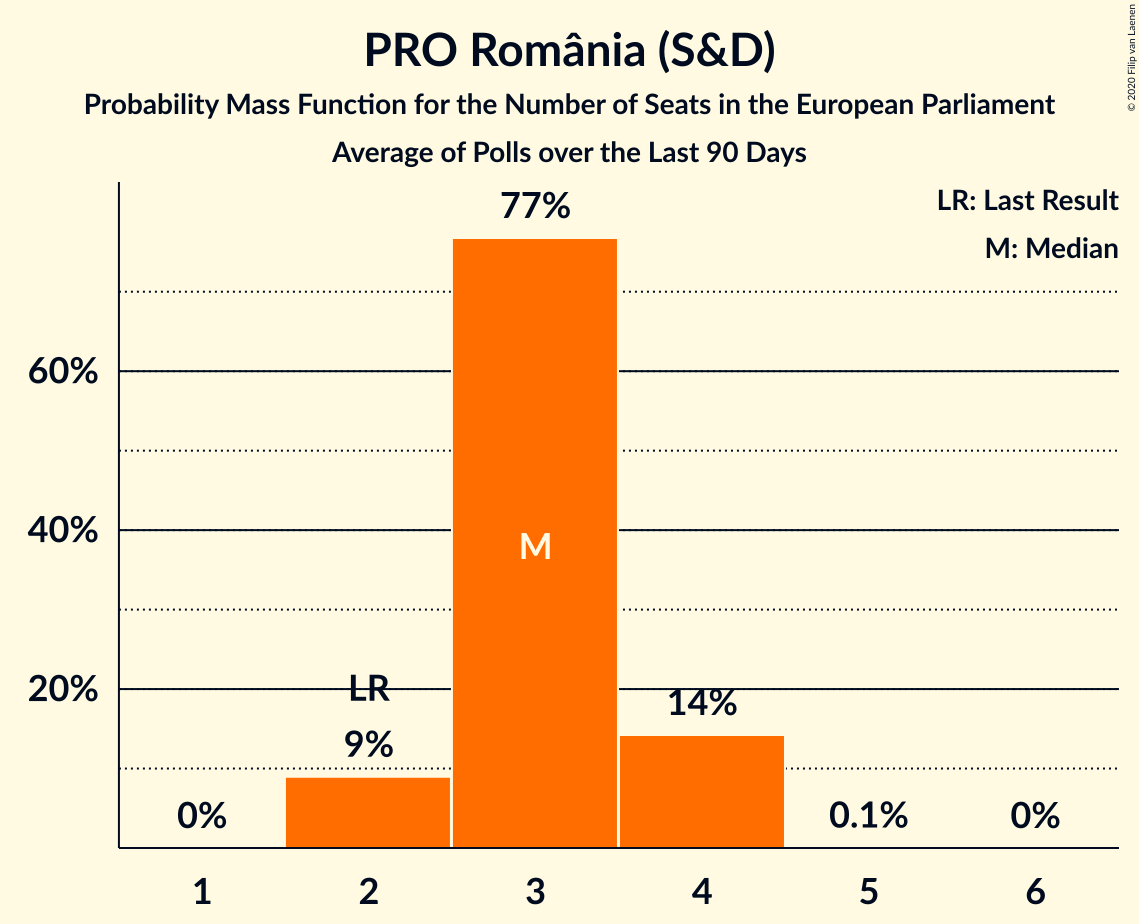 PRO România (S&D)
Probability Mass Function for the Number of Seats in the European Parliament
Average of Polls over the Last 90 Days
© 2020 Filip van Laenen
LR: Last Result
M: Median
77%
60%
40%
M
20%
LR
14%
9%
0%
0.1%
0%
1 2 3 4 5 6